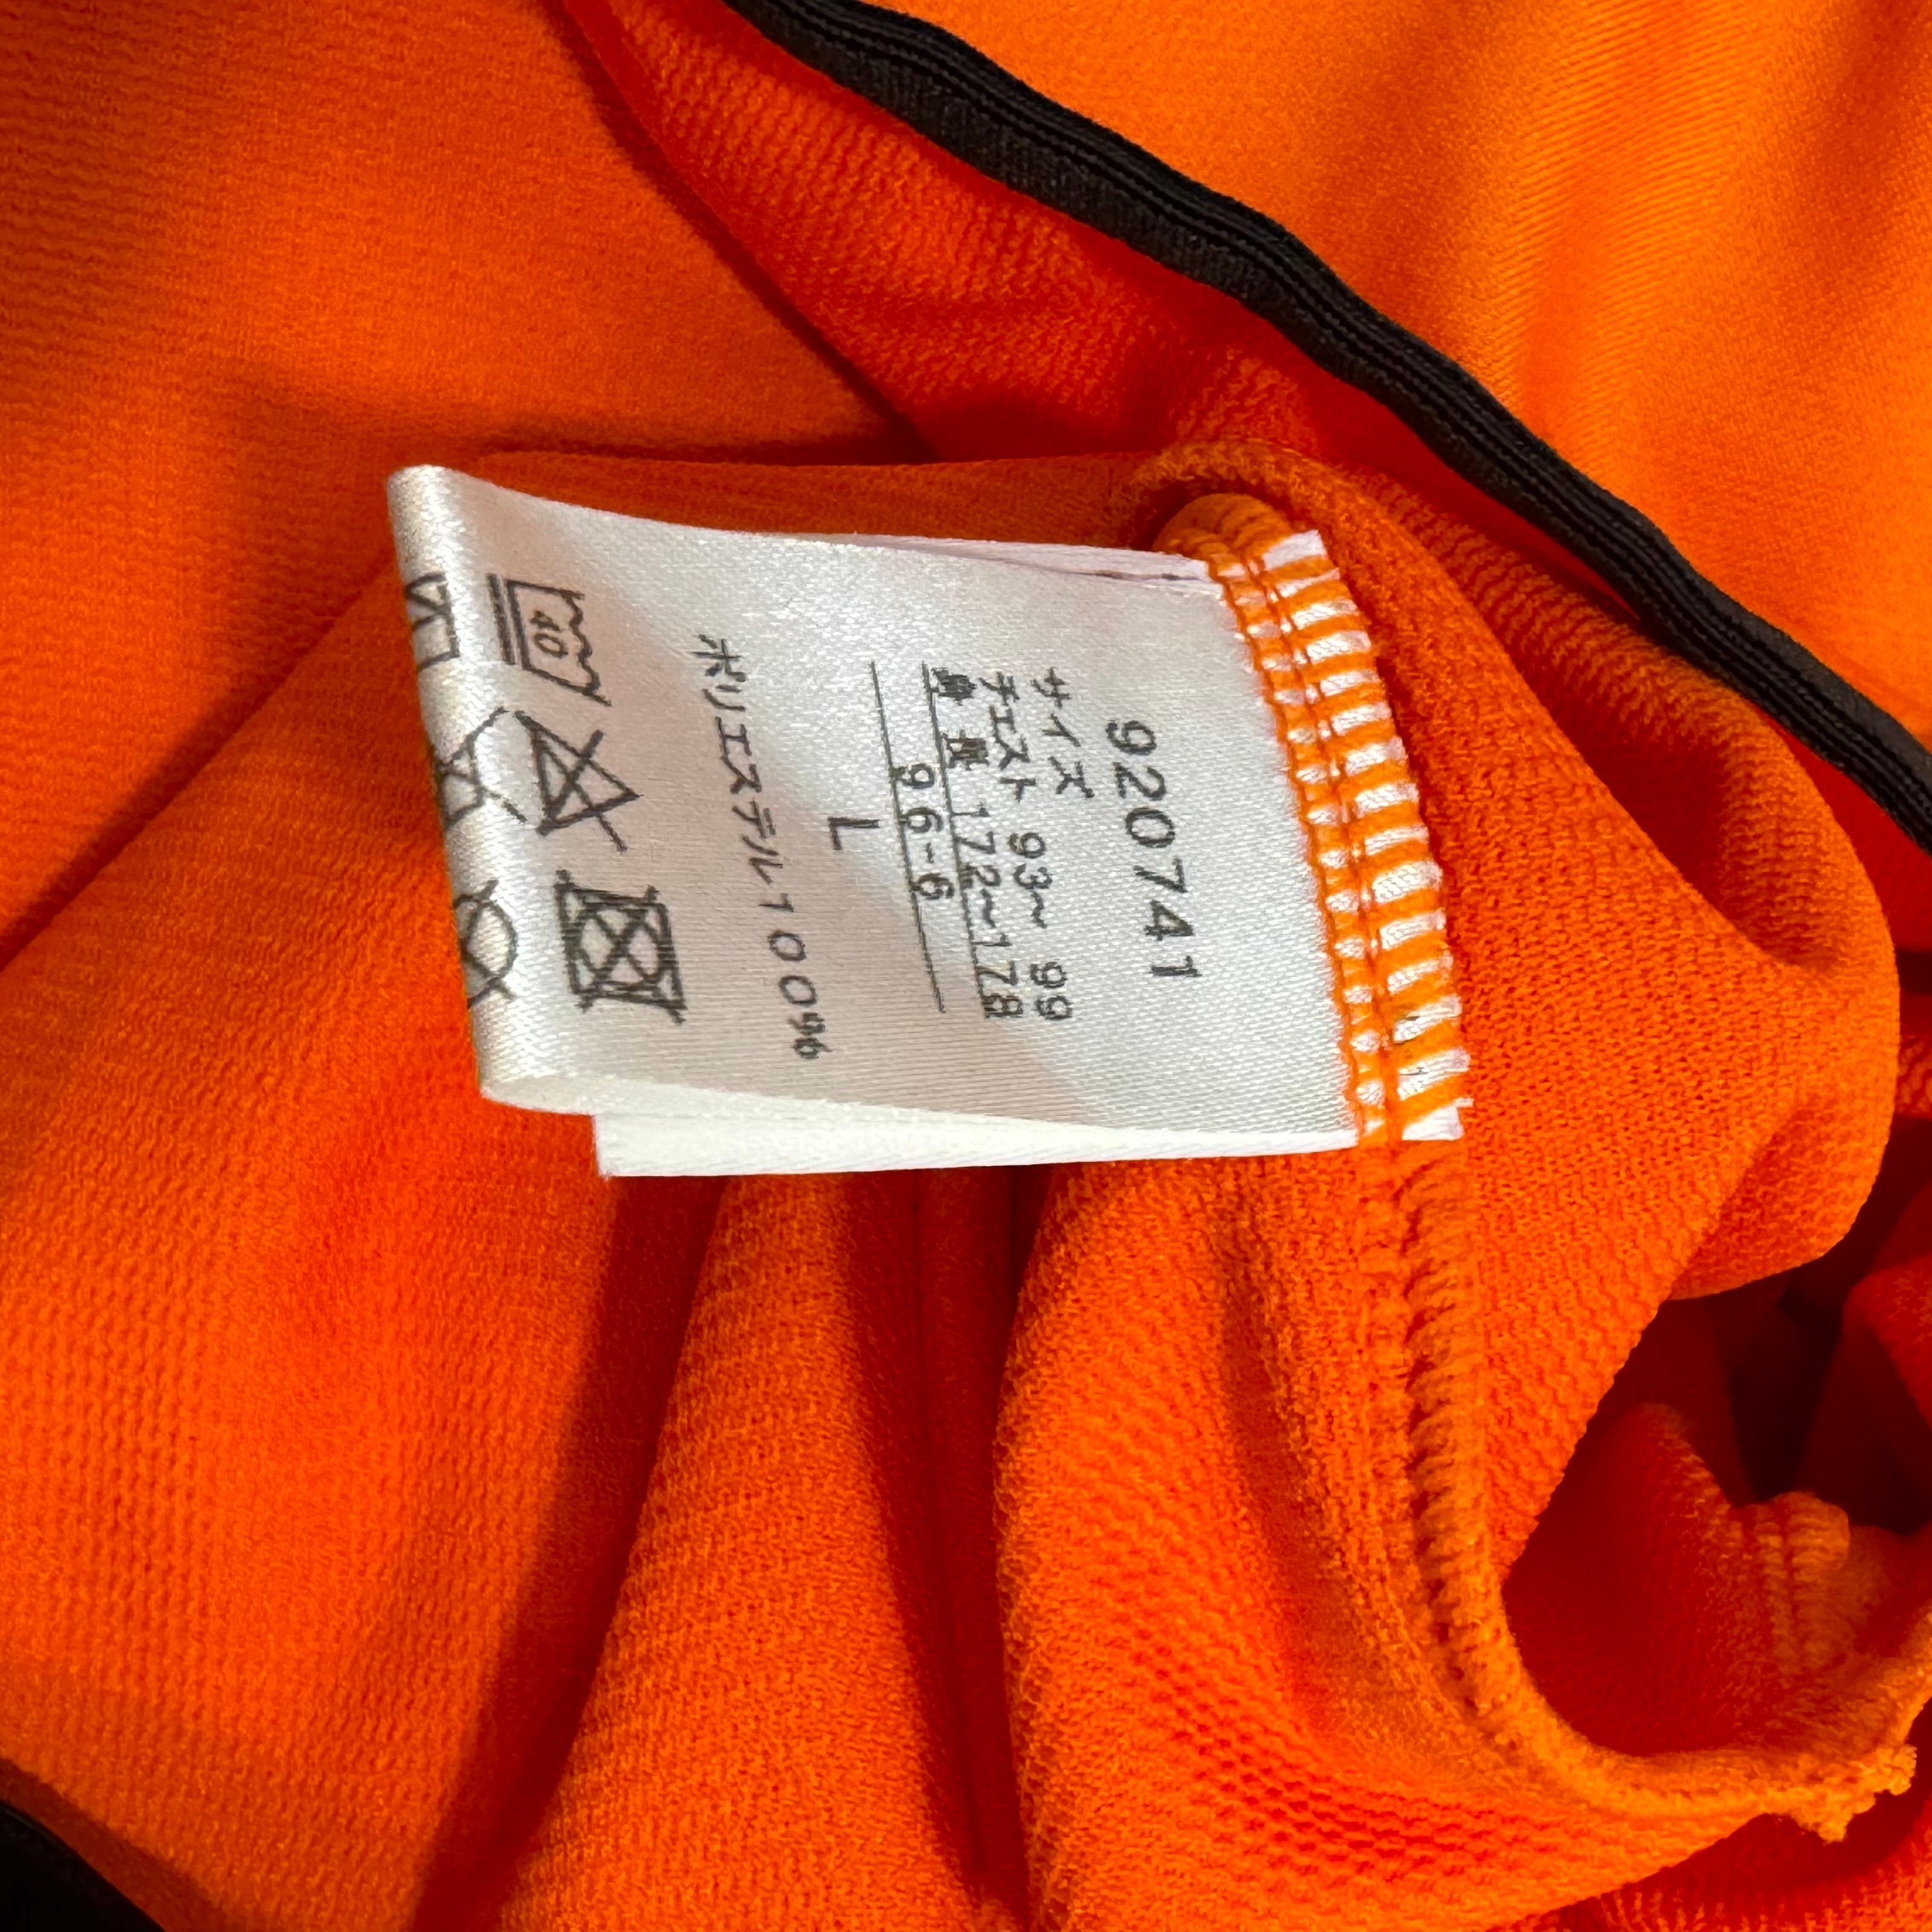 920741
サイズ
チェスト 93~ 99
身長 172~178
96-6
L
ポリエステル100%
40